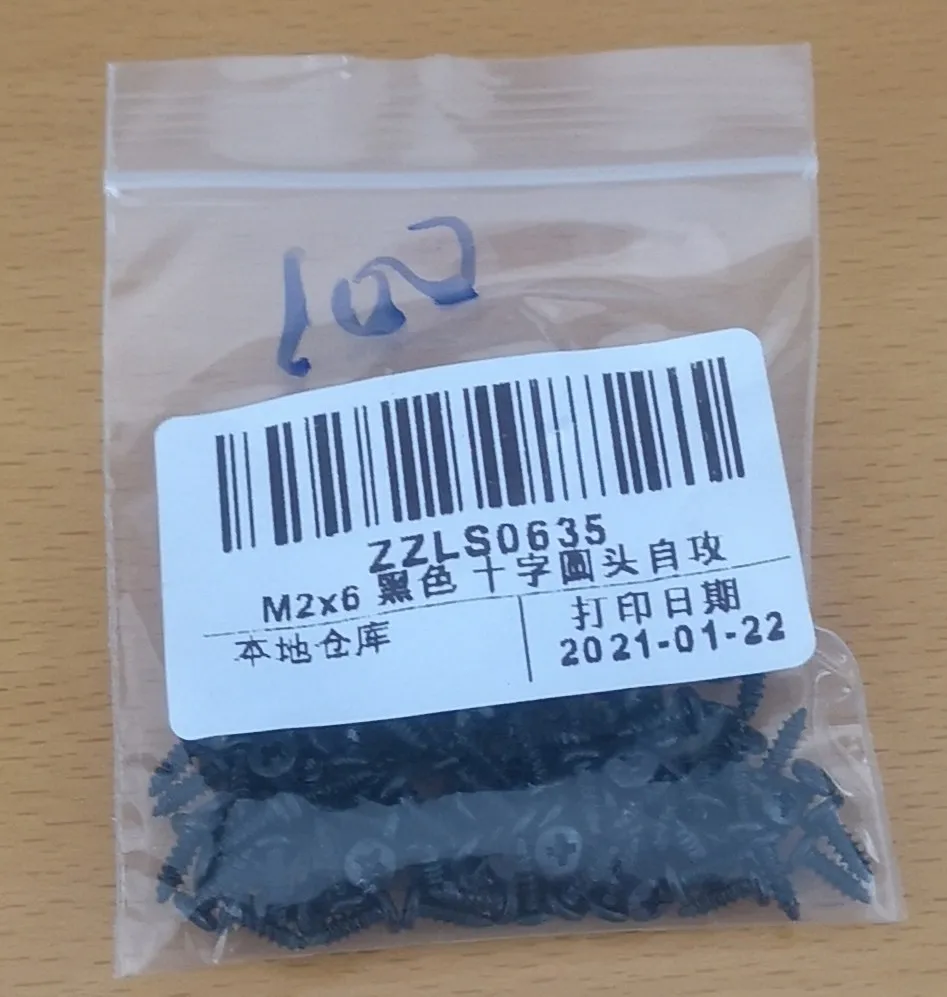 100
ZZLS0635
M2x6 黑色 十字圆头自攻
本地仓库
打印日期
2021-01-22